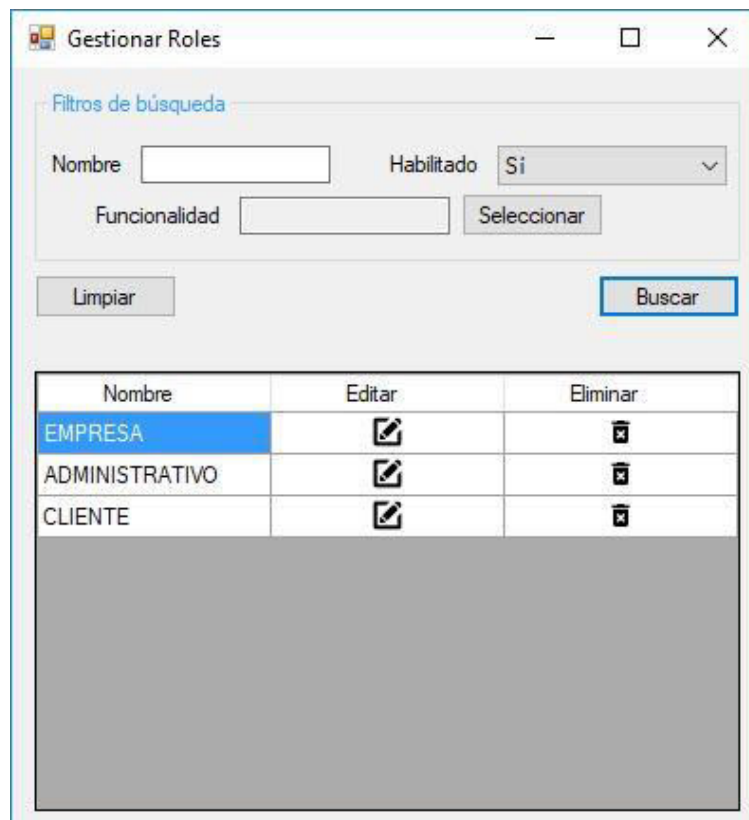 Gestionar Roles
Filtros de búsqueda
Nombre Habilitado Si
Funcionalidad Seleccionar
Limpiar Buscar
Nombre Editar Eliminar
EMPRESA
ADMINISTRATIVO
CLIENTE